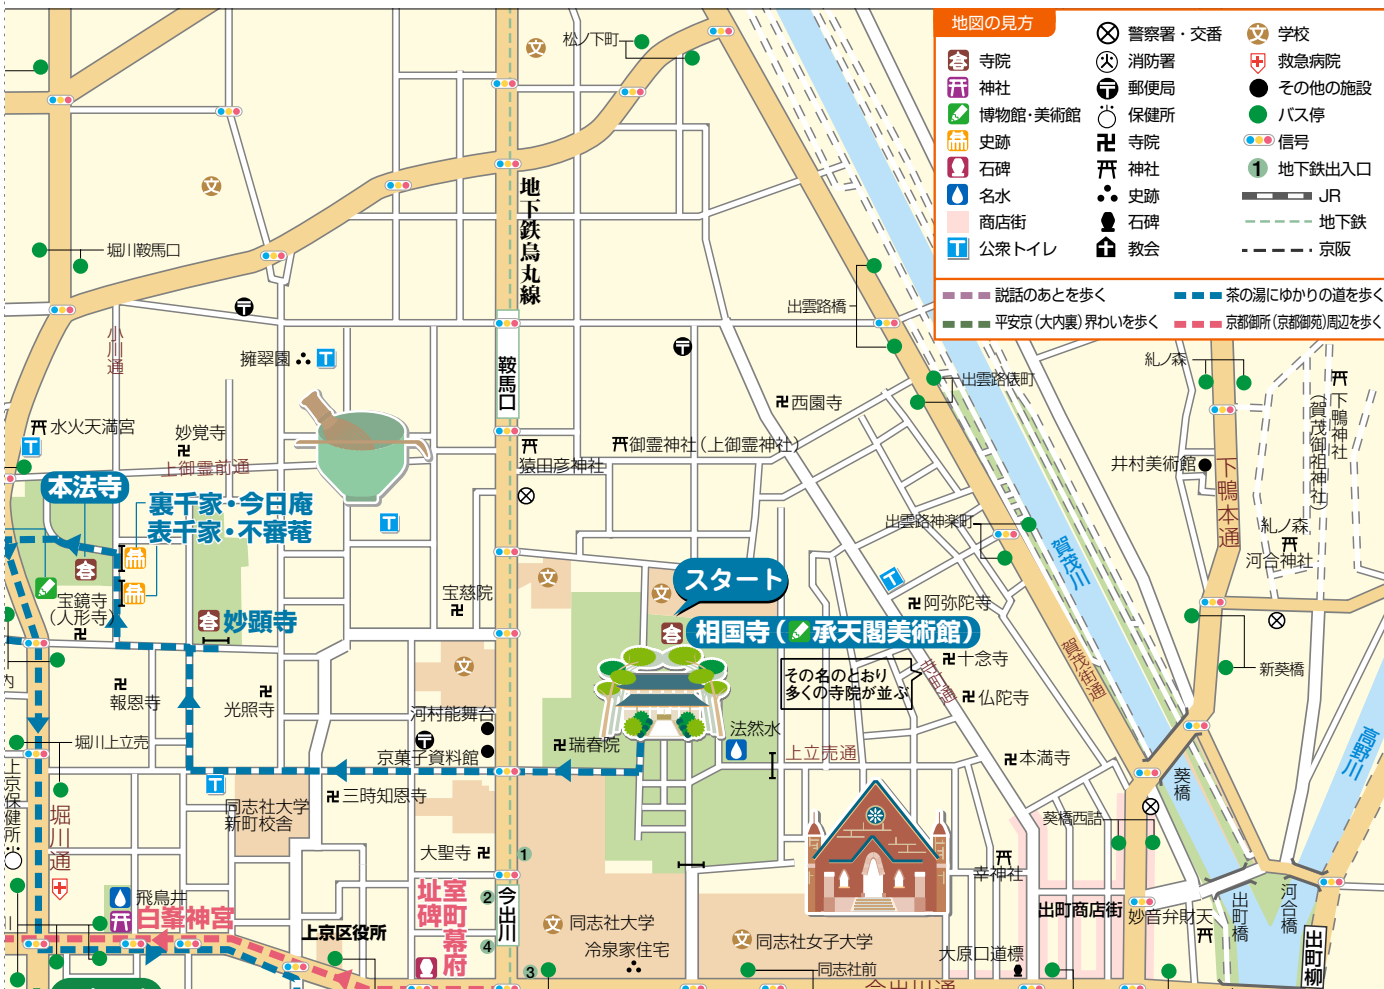 地図の見方
寺院
神社
博物館・美術館
史跡
石碑
名水
商店街
公衆トイレ
警察署・交番
消防署
郵便局
保健所
寺院
神社
史跡
石碑
教会
学校
救急病院
その他の施設
バス停
信号
1 地下鉄出入口
JR
地下鉄
京阪
説話のあとを歩く
茶の湯にゆかりの道を歩く
平安京(大内裏)界わいを歩く
京都御所(京都御苑)周辺を歩く
松ノ下町
地下鉄烏丸線
堀川鞍馬口
小川通
擁翠園
鞍馬口
出雲路橋
出雲路俵町
糺ノ森
下鴨神社
(賀茂御祖神社)
西園寺
水火天満宮
妙覚寺
上御霊前通
猿田彦神社
御霊神社(上御霊神社)
井村美術館
下鴨本通
本法寺
裏千家・今日庵
表千家・不審菴
出雲路神楽町
賀茂川
糺ノ森
河合神社
スタート
宝鏡寺
(人形寺)
妙顕寺
宝慈院
相国寺(承天閣美術館)
阿弥陀寺
十念寺
その名のとおり
多くの寺院が並ぶ
寺町通
仏陀寺
賀茂街道
新葵橋
内
報恩寺
光照寺
河村能舞台
京菓子資料館
瑞春院
法然水
上立売通
本満寺
堀川上立売
三時知恩寺
同志社大学
新町校舎
葵橋
高野川
上京保健所
堀川通
葵橋西詰
大聖寺
1
幸神社
飛鳥井
白峯神宮
室町幕府
址碑
2
今出川
4
3
上京区役所
同志社大学
冷泉家住宅
同志社女子大学
同志社前
大原口道標
出町商店街
妙音弁財天
出町橋
河合橋
出町柳
今出川通